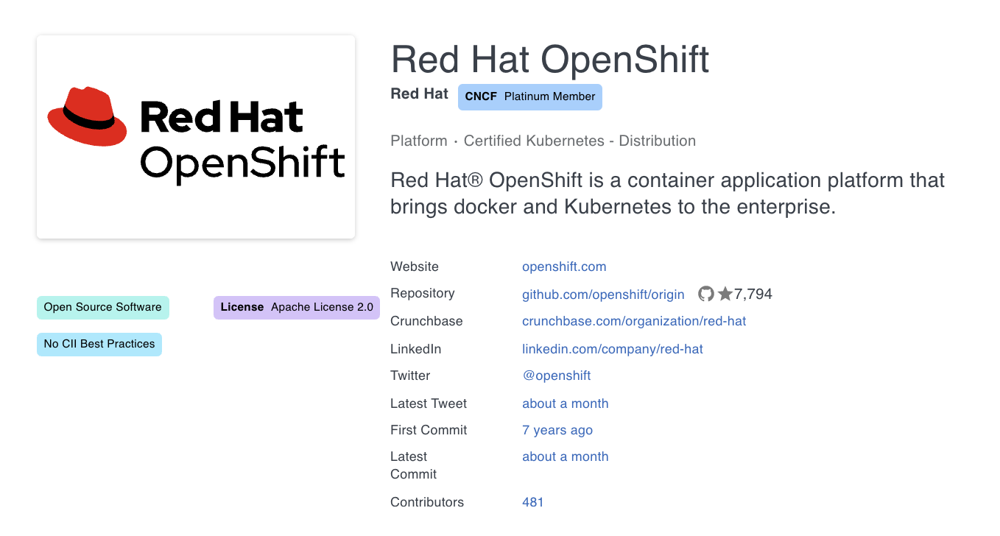 Red Hat
OpenShift
Open Source Software
License Apache License 2.0
No CII Best Practices
Red Hat OpenShift
Red Hat CNCF Platinum Member
Platform · Certified Kubernetes - Distribution
Red Hat® OpenShift is a container application platform that
brings docker and Kubernetes to the enterprise.
Website openshift.com
Repository github.com/openshift/origin 7,794
Crunchbase crunchbase.com/organization/red-hat
LinkedIn linkedin.com/company/red-hat
Twitter @openshift
Latest Tweet about a month
First Commit 7 years ago
Latest about a month
Commit
Contributors 481